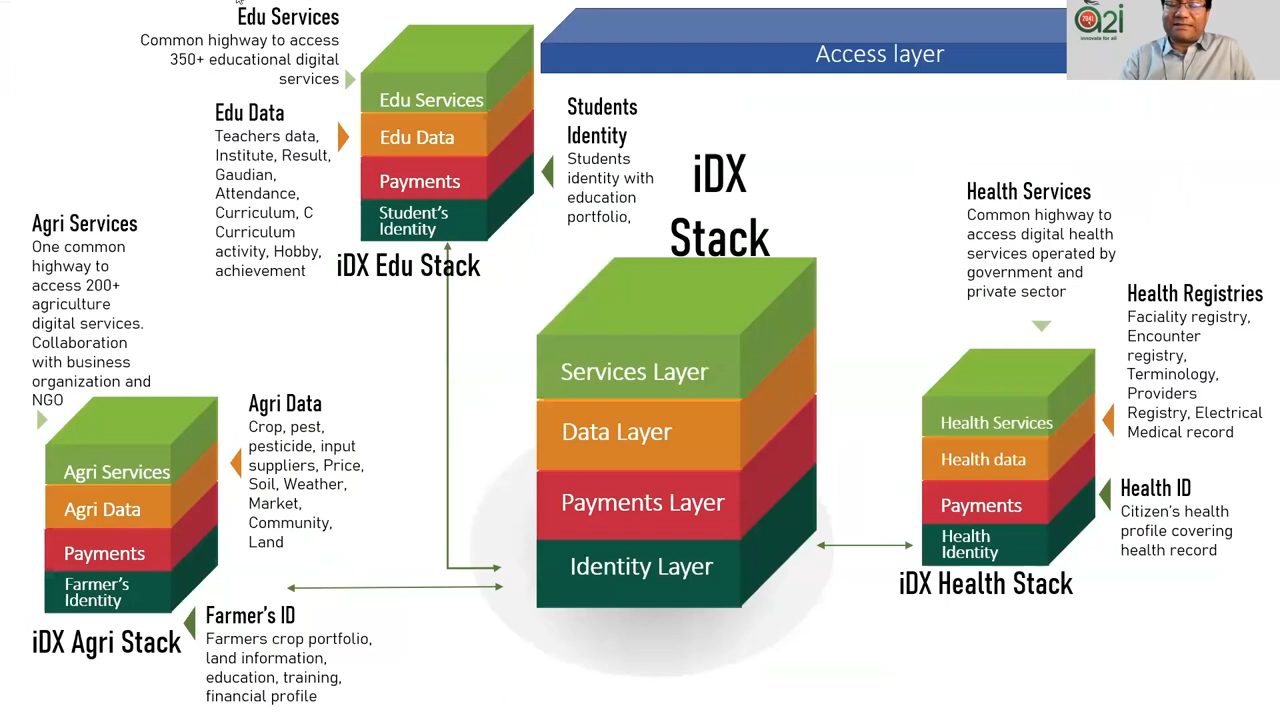 Edu Services
Common highway to access
350+ educational digital
services
Edu Data
Teachers data,
Institute, Result,
Gaudian,
Attendance,
Curriculum, C
Curriculum
activity, Hobby,
achievement
Edu Services
Edu Data
Payments
Student's
Identity
iDX Edu Stack
Students
Identity
Students
identity with
education
portfolio,
Access layer
2041
a2i
innovate for all
iDX
Stack
Services Layer
Data Layer
Payments Layer
Identity Layer
Agri Services
One common
highway to
access 200+
agriculture
digital services.
Collaboration
with business
organization and
NGO
Agri Data
Crop, pest,
pesticide, input
suppliers, Price,
Soil, Weather,
Market,
Community,
Land
Agri Services
Agri Data
Payments
Farmer's
Identity
iDX Agri Stack
Farmer's ID
Farmers crop portfolio,
land information,
education, training,
financial profile
Health Services
Common highway to
access digital health
services operated by
government and
private sector
Health Registries
Faciality registry,
Encounter
registry,
Terminology,
Providers
Registry, Electrical
Medical record
Health Services
Health data
Payments
Health
Identity
iDX Health Stack
Health ID
Citizen's health
profile covering
health record